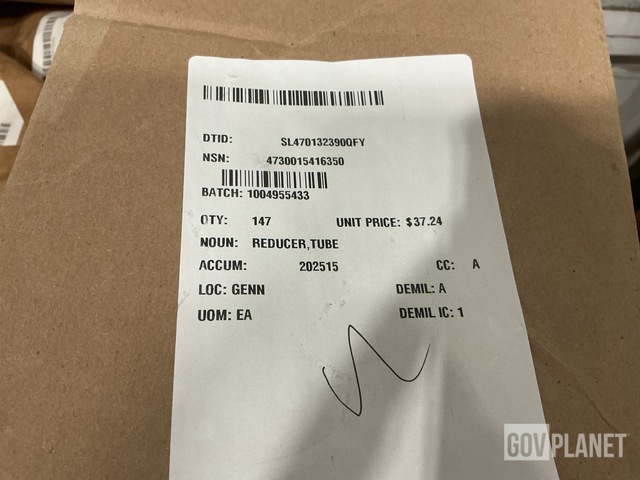 DTID: SL470132390QFY
NSN: 4730015416350
BATCH: 1004955433
QTY: 147 UNIT PRICE: $37.24
NOUN: REDUCER,TUBE
ACCUM: 202515 CC: A
LOC: GENN DEMIL: A
UOM: EA DEMIL IC: 1
GOVPLANET